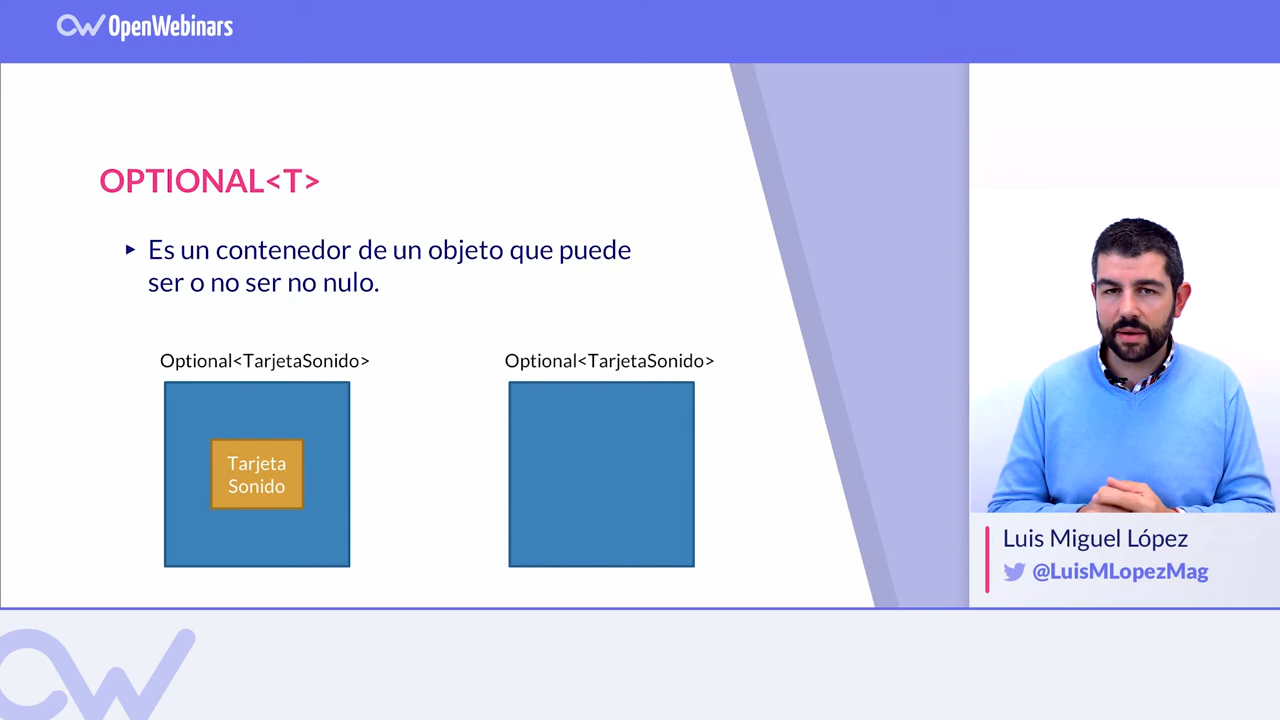 OpenWebinars
OPTIONAL<T>
▸ Es un contenedor de un objeto que puede
ser o no ser no nulo.
Optional<TarjetaSonido>
Optional<TarjetaSonido>
Tarjeta
Sonido
Luis Miguel López
@LuisMLopezMag